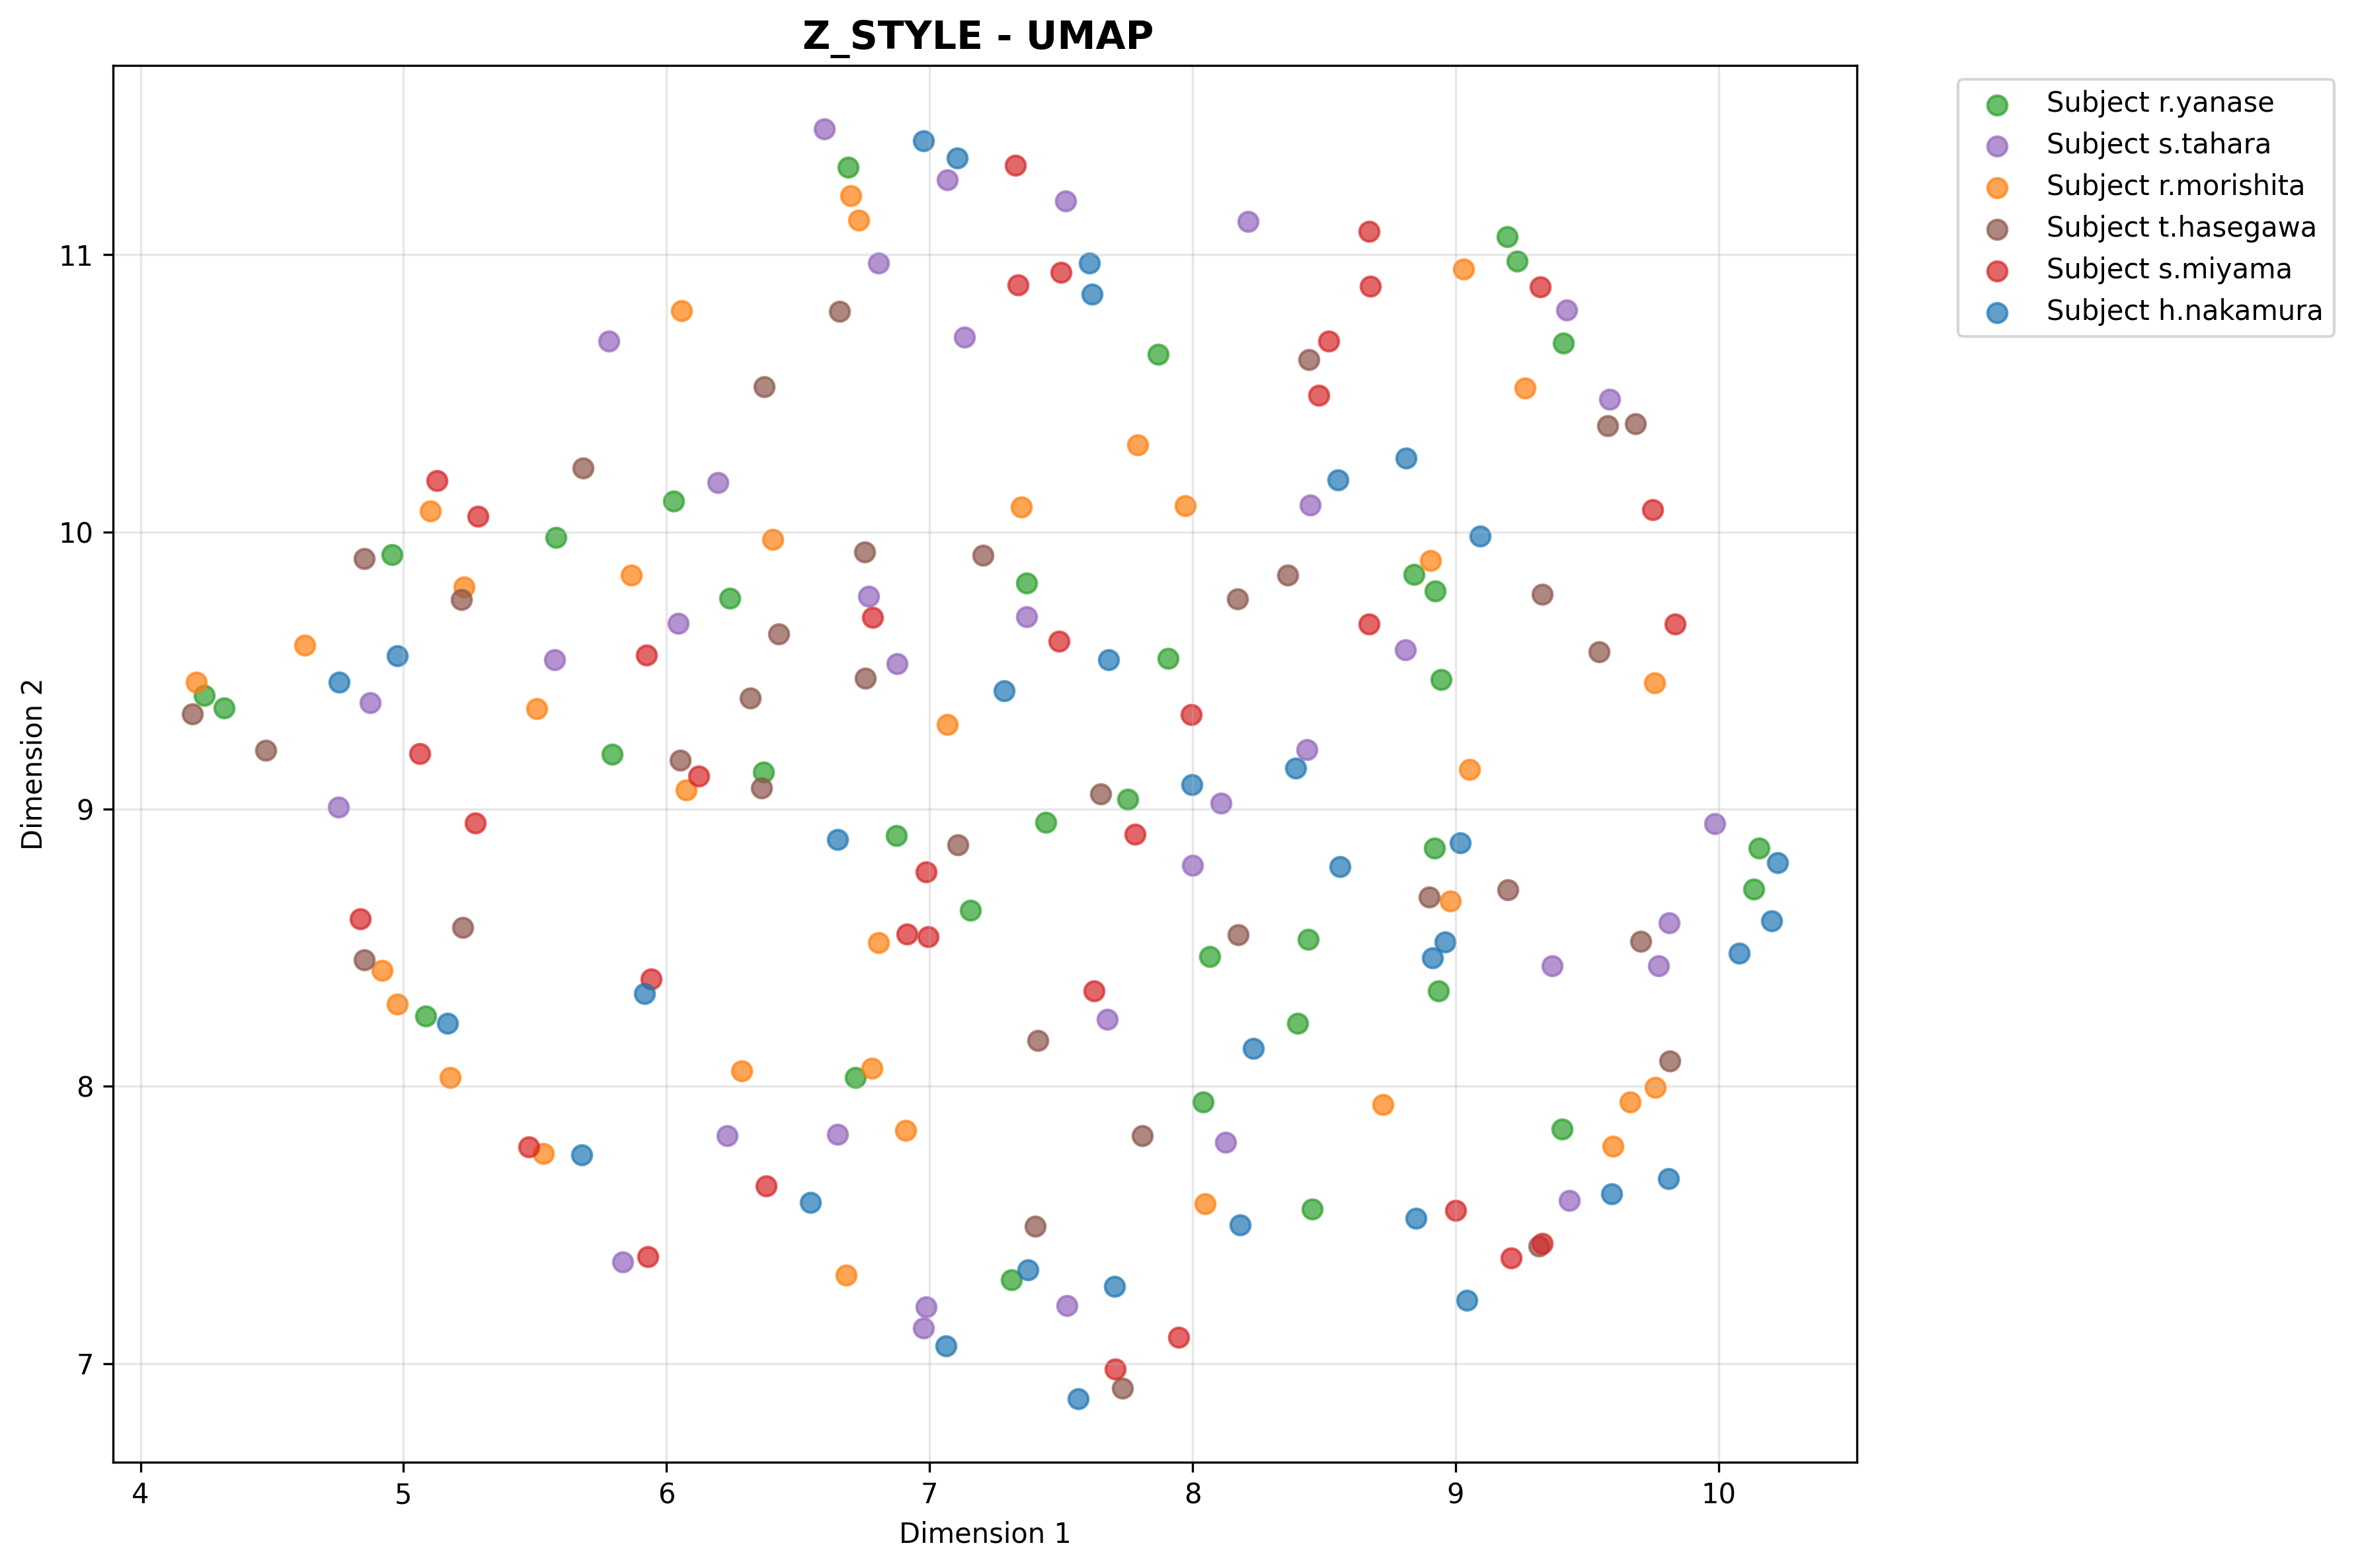 Z_STYLE - UMAP
Subject r.yanase
Subject s.tahara
Subject r.morishita
Subject t.hasegawa
Subject s.miyama
Subject h.nakamura
Dimension 2
11
10
9
8
7
4
5
6
7
8
9
10
Dimension 1